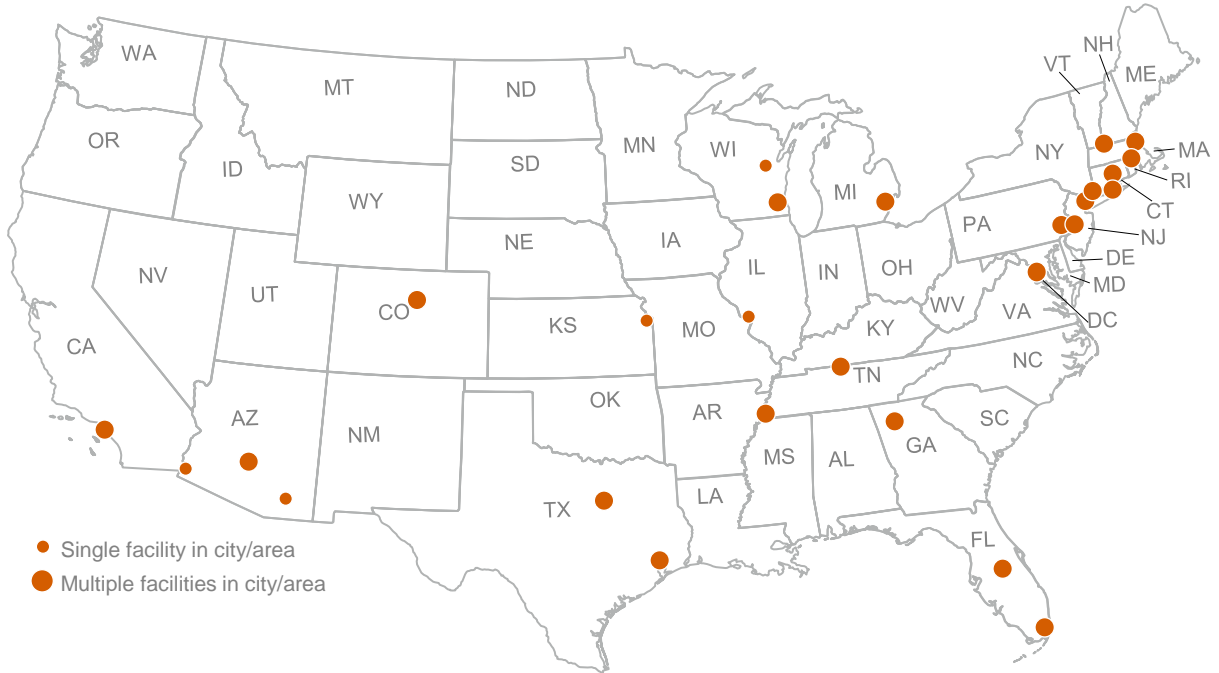 NH
WA
VT
ME
MT
ND
OR
MN
WI
NY
MA
ID
SD
MI
RI
WY
CT
PA
NJ
NE
IA
NV
IL
IN
OH
DE
UT
MD
CO
WV
KS
MO
VA
DC
KY
CA
NC
TN
OK
AR
AZ
SC
NM
GA
MS
AL
LA
TX
FL
Single facility in city/area
Multiple facilities in city/area